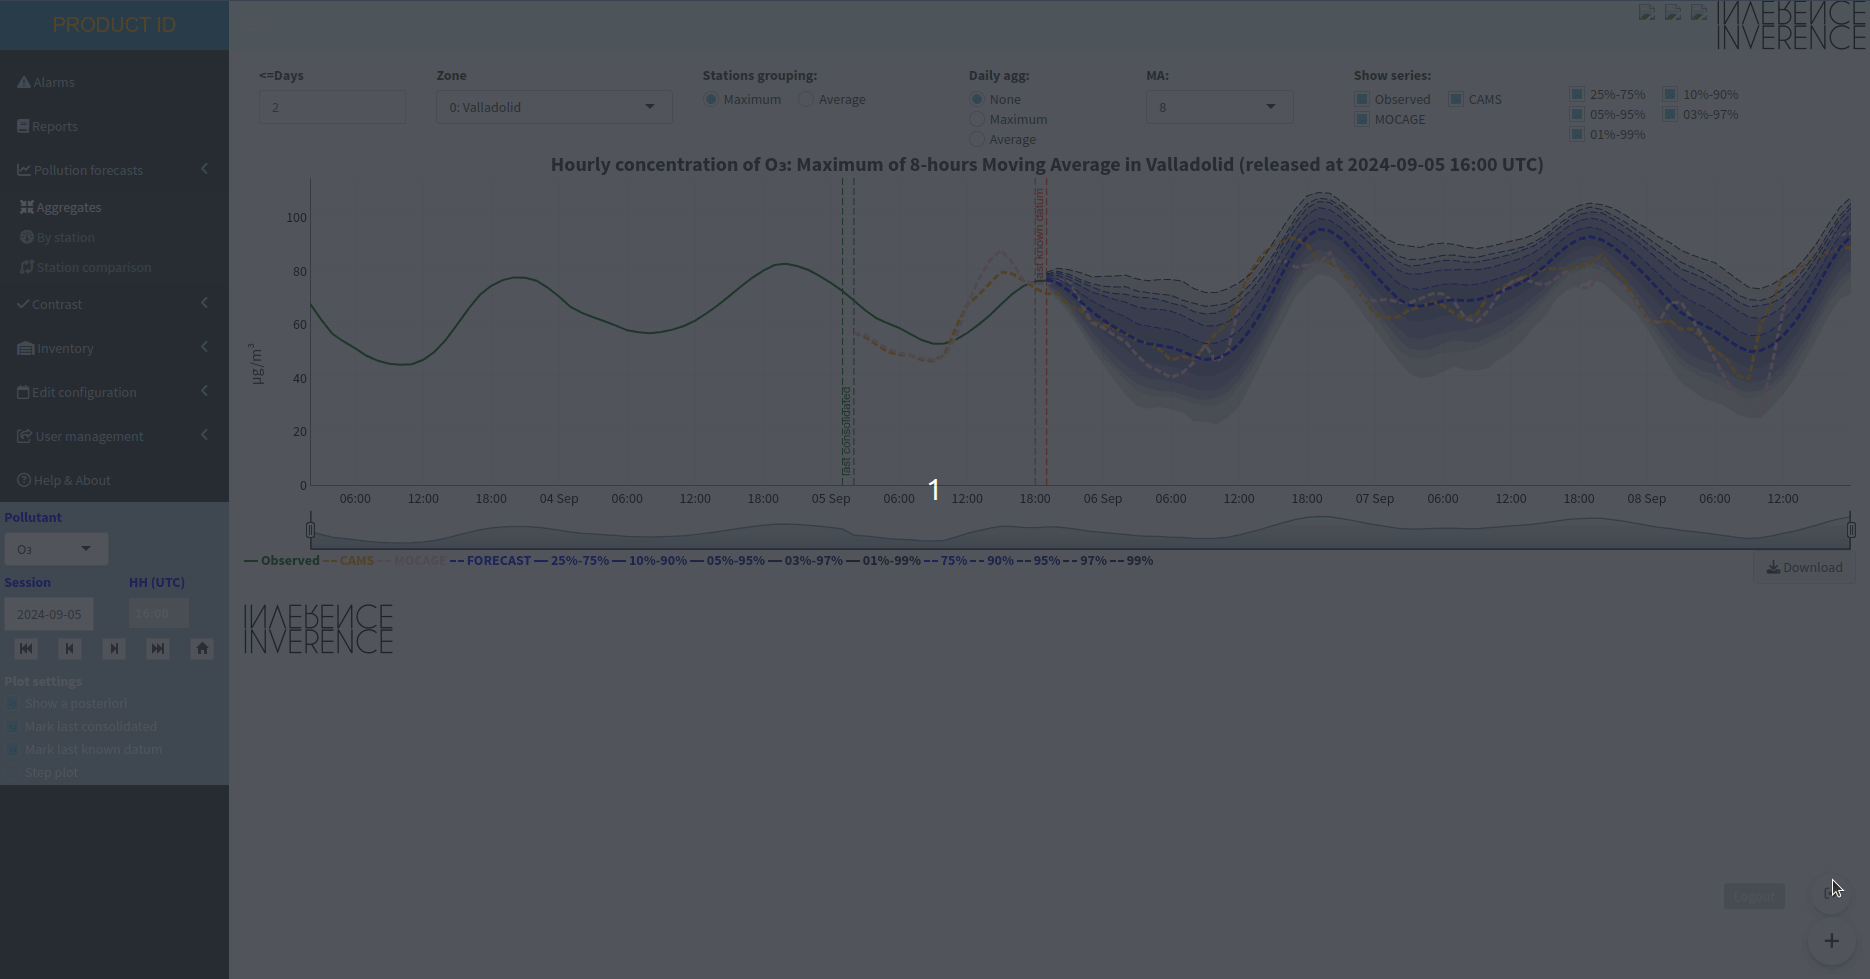 PRODUCT ID
INVERENCE
INVERENCE
Alarms
Reports
Pollution forecasts
Aggregates
By station
Station comparison
Contrast
Inventory
Edit configuration
User management
Help & About
Pollutant
O₃
Session HH (UTC)
2024-09-05 16:00
Plot settings
Show a posteriori
Mark last consolidated
Mark last known datum
Step plot
<=Days Zone Stations grouping: Daily agg: MA: Show series:
2 0: Valladolid Maximum Average None 8 Observed CAMS 25%-75% 10%-90%
Maximum MOCAGE 05%-95% 03%-97%
Average 01%-99%
Hourly concentration of O₃: Maximum of 8-hours Moving Average in Valladolid (released at 2024-09-05 16:00 UTC)
100
80
60
40
20
0
µg/m³
last consolidated
last known datum
06:00 12:00 18:00 04 Sep 06:00 12:00 18:00 05 Sep 06:00 12:00 18:00 06 Sep 06:00 12:00 18:00 07 Sep 06:00 12:00 18:00 08 Sep 06:00 12:00
1
Observed CAMS MOCAGE FORECAST 25%-75% 10%-90% 05%-95% 03%-97% 01%-99% 75% 90% 95% 97% 99%
Download
INVERENCE
INVERENCE
Logout